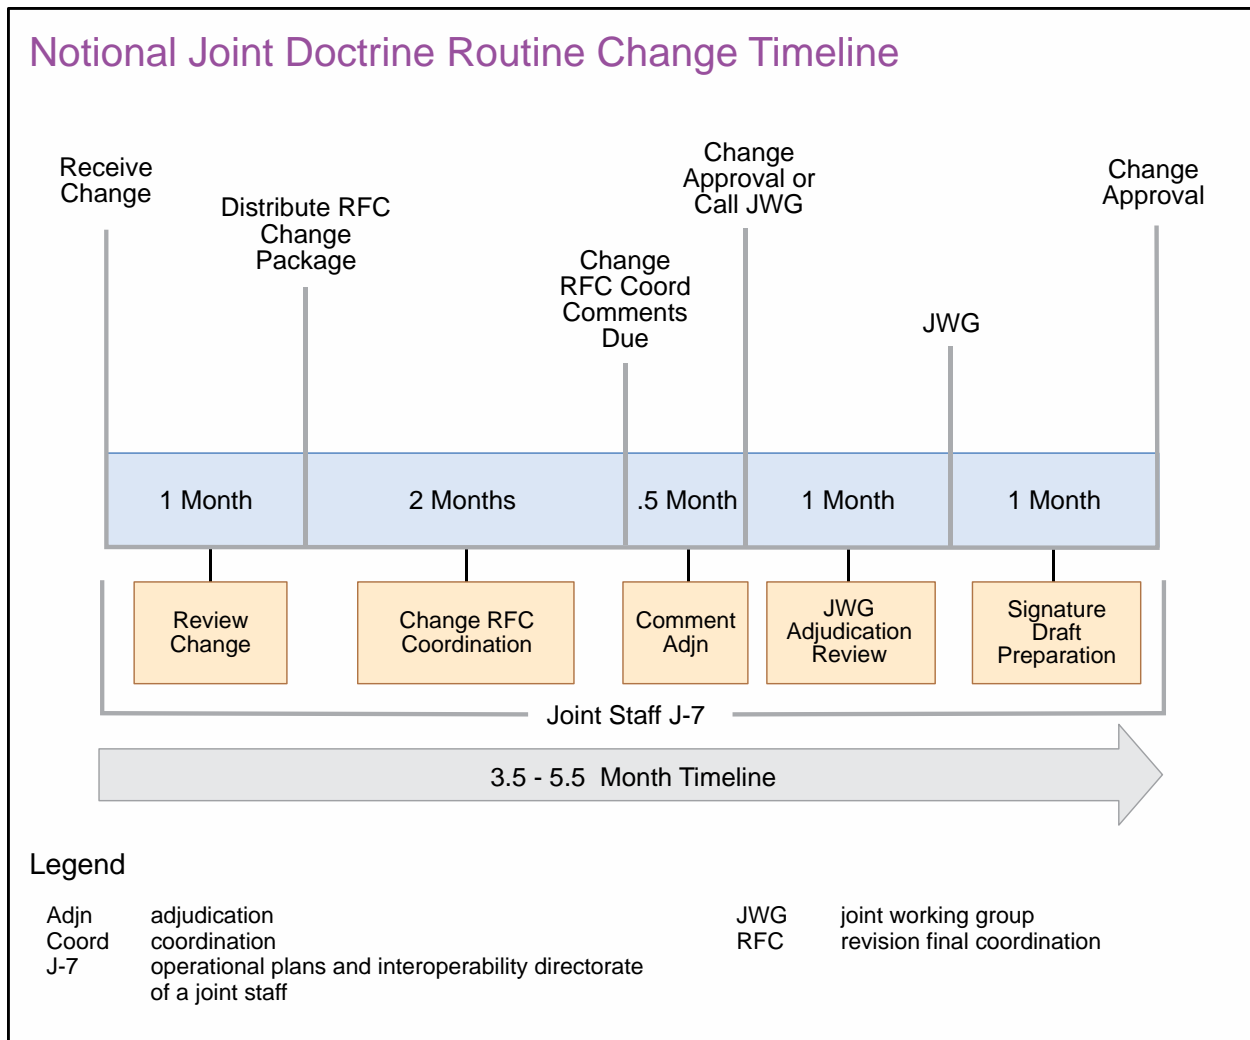 Notional Joint Doctrine Routine Change Timeline
Receive
Change
Distribute RFC
Change
Package
Change
RFC Coord
Comments
Due
Change
Approval or
Call JWG
JWG
Change
Approval
1 Month
2 Months
.5 Month
1 Month
1 Month
Review
Change
Change RFC
Coordination
Comment
Adjn
JWG
Adjudication
Review
Signature
Draft
Preparation
Joint Staff J-7
3.5 - 5.5 Month Timeline
Legend
Adjn adjudication
Coord coordination
J-7 operational plans and interoperability directorate
of a joint staff
JWG joint working group
RFC revision final coordination